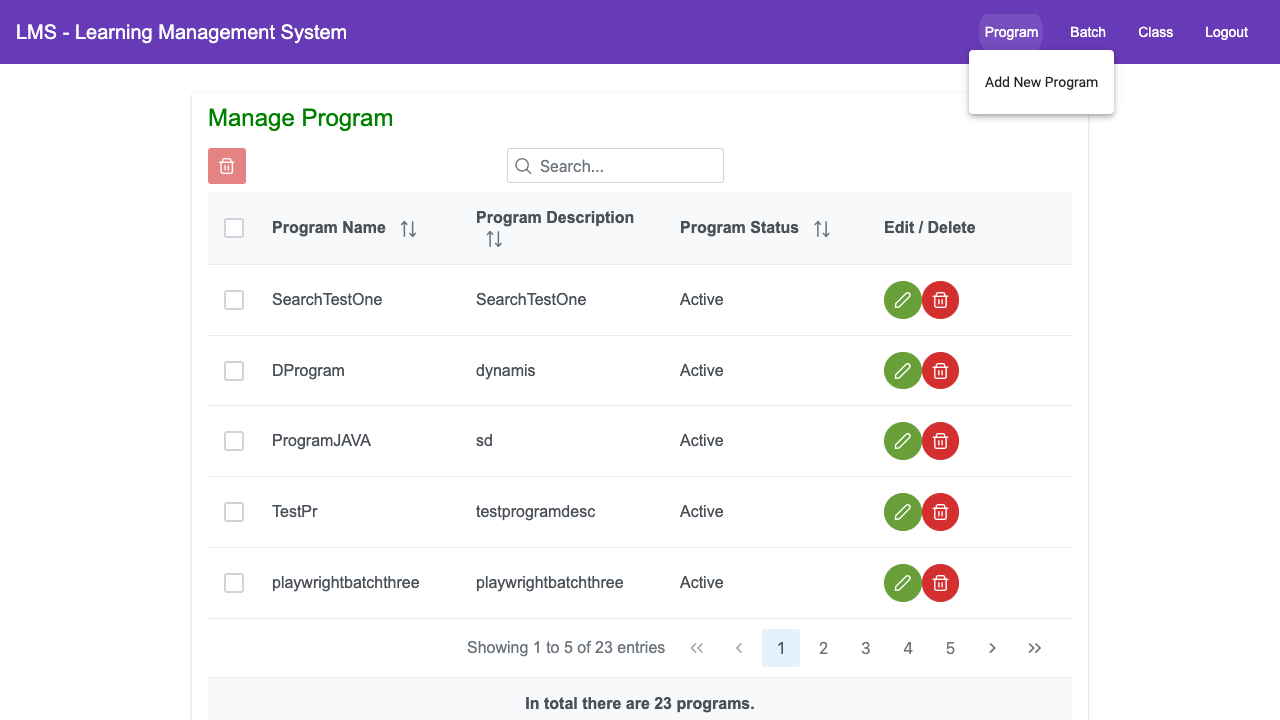 LMS - Learning Management System
Program
Batch
Class
Logout
Add New Program
Manage Program
Search...
Program Name
Program Description
Program Status
Edit / Delete
SearchTestOne SearchTestOne Active
DProgram dynamis Active
ProgramJAVA sd Active
TestPr testprogramdesc Active
playwrightbatchthree playwrightbatchthree Active
Showing 1 to 5 of 23 entries 1 2 3 4 5
In total there are 23 programs.